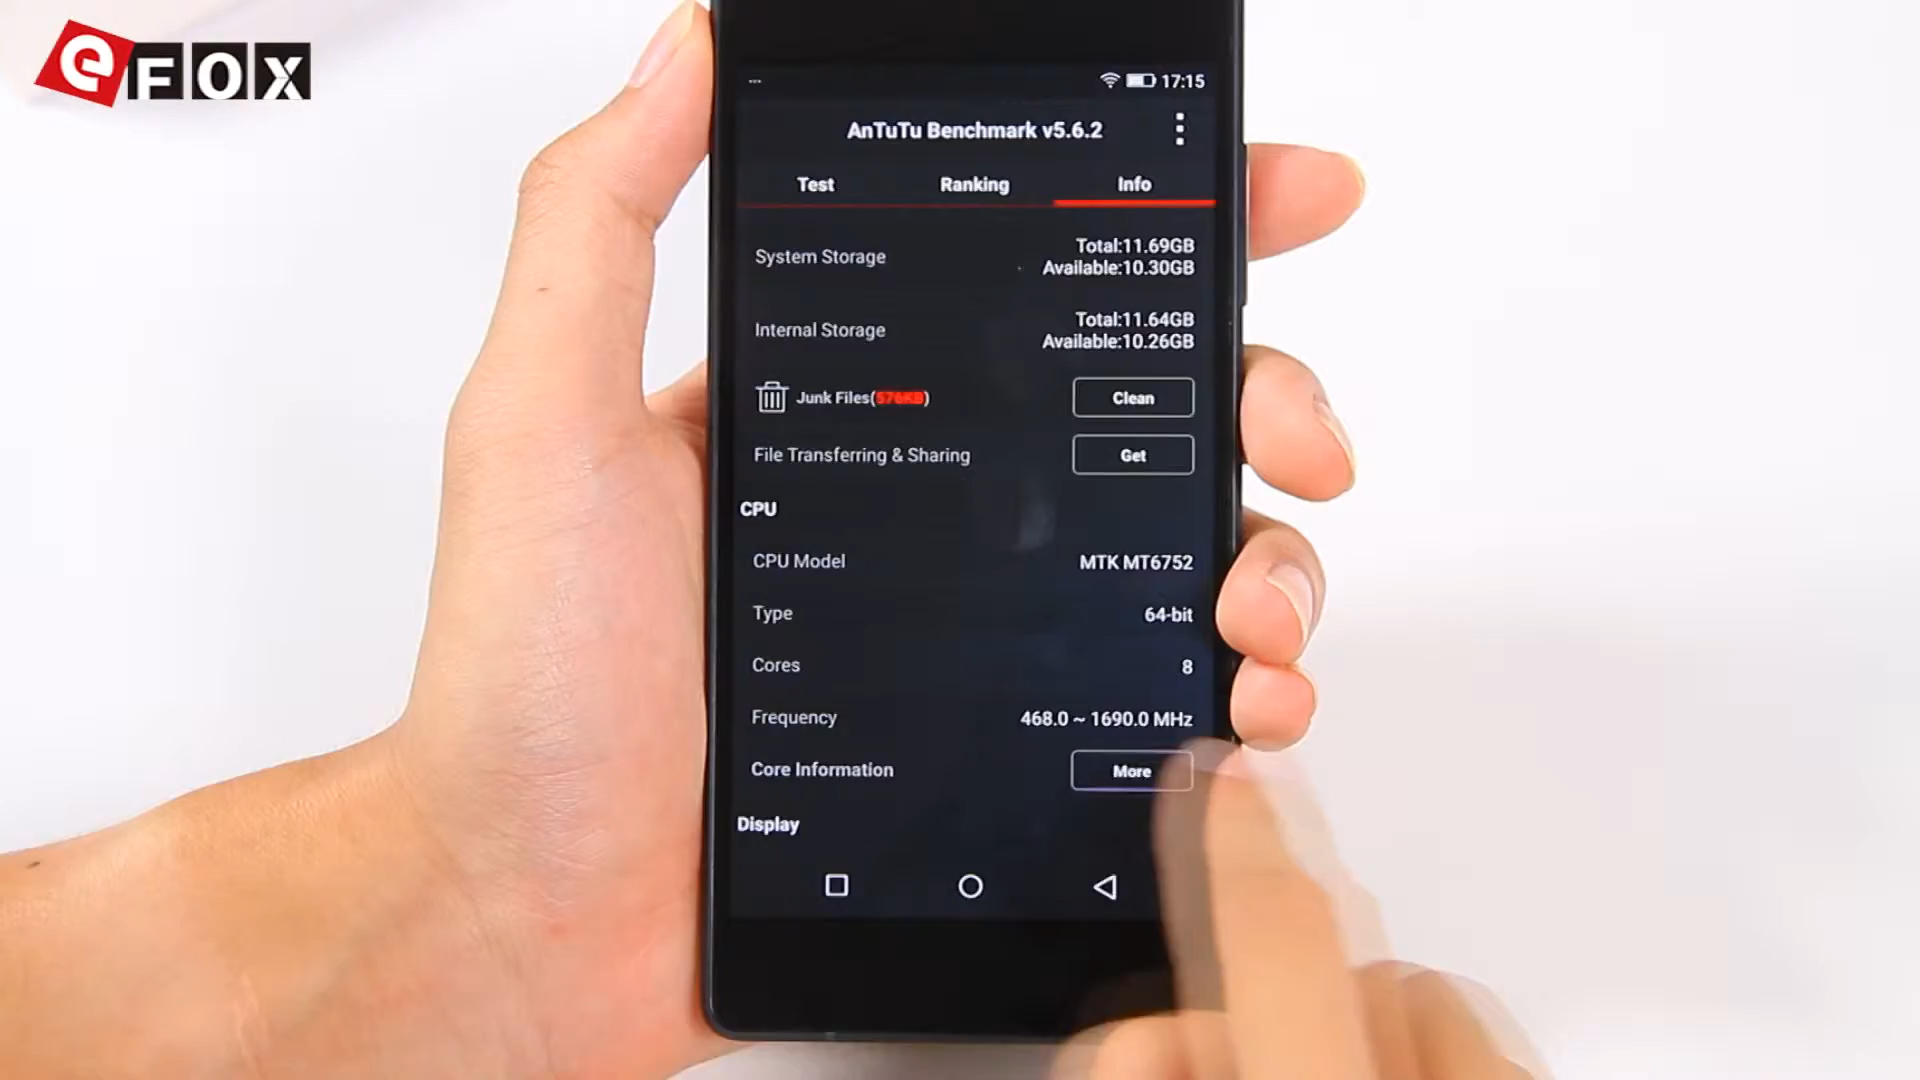 eFOX
... 17:15
AnTuTu Benchmark v5.6.2
Test Ranking Info
System Storage Total:11.69GB
Available:10.30GB
Internal Storage Total:11.64GB
Available:10.26GB
Junk Files(576KB) Clean
File Transferring & Sharing Get
CPU
CPU Model MTK MT6752
Type 64-bit
Cores 8
Frequency 468.0 ~ 1690.0 MHz
Core Information More
Display